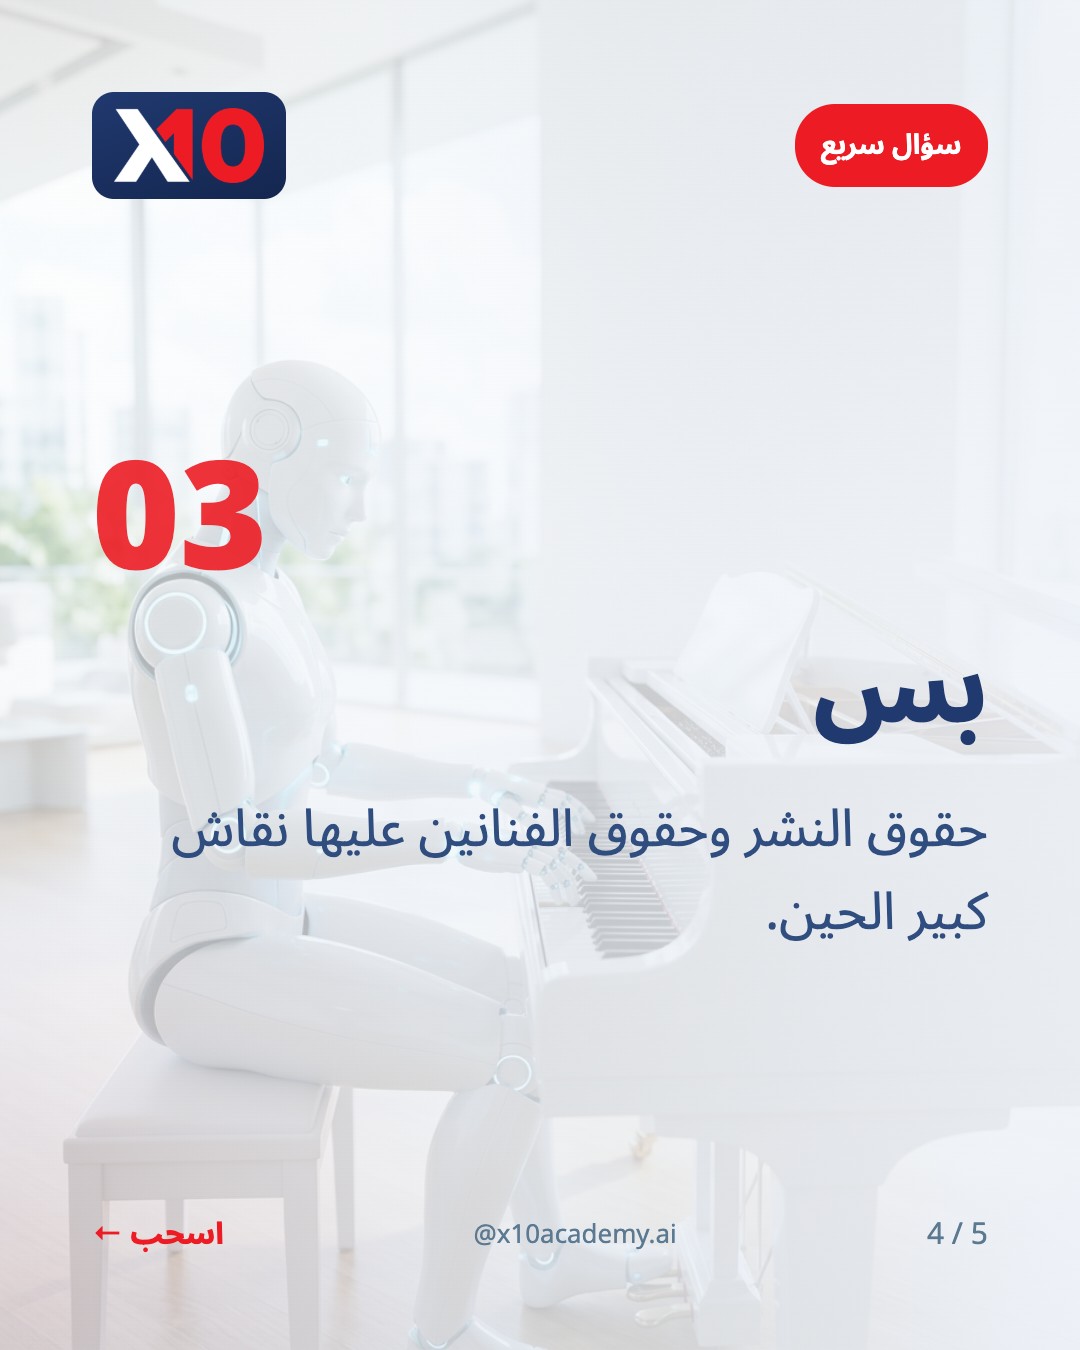 X10
سؤال سريع
03
بس
حقوق النشر وحقوق الفنانين عليها نقاش
كبير الحين.
اسحب ←
@x10academy.ai
4 / 5